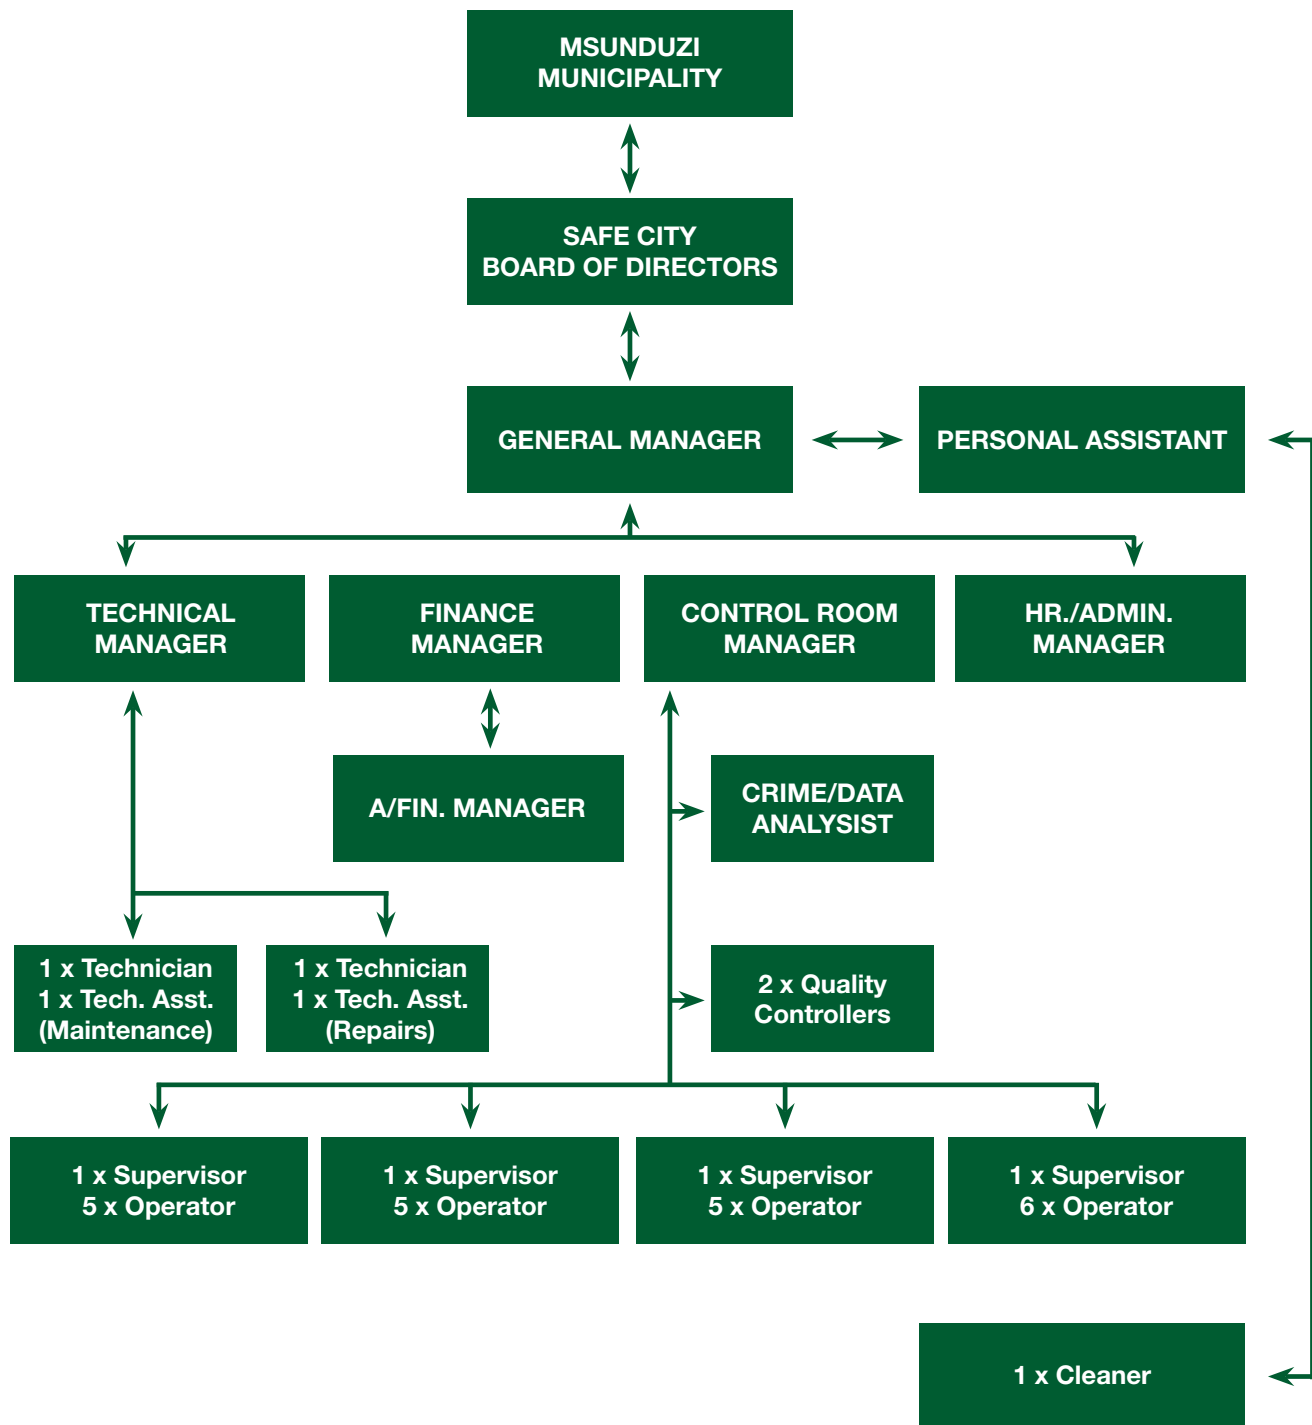 MSUNDUZI
MUNICIPALITY
SAFE CITY
BOARD OF DIRECTORS
GENERAL MANAGER
PERSONAL ASSISTANT
TECHNICAL
MANAGER
FINANCE
MANAGER
CONTROL ROOM
MANAGER
HR./ADMIN.
MANAGER
A/FIN. MANAGER
CRIME/DATA
ANALYSIST
1 x Technician
1 x Tech. Asst.
(Maintenance)
1 x Technician
1 x Tech. Asst.
(Repairs)
2 x Quality
Controllers
1 x Supervisor
5 x Operator
1 x Supervisor
5 x Operator
1 x Supervisor
5 x Operator
1 x Supervisor
6 x Operator
1 x Cleaner